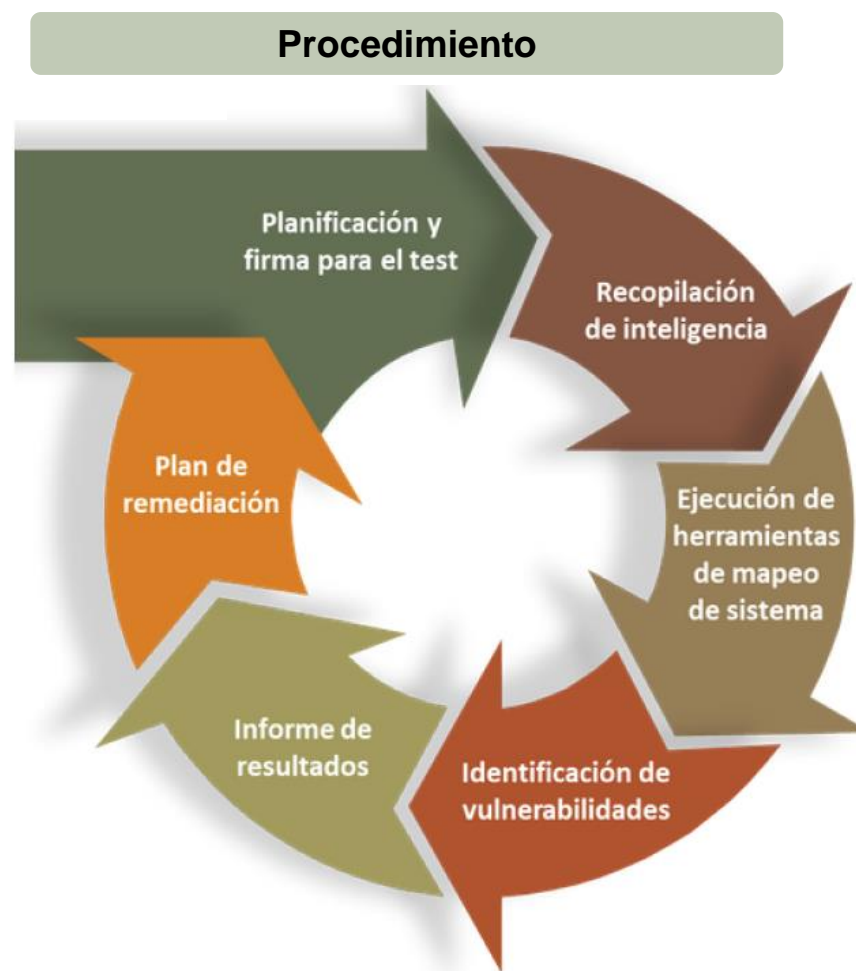 Procedimiento
Planificación y
firma para el test
Recopilación
de inteligencia
Ejecución de
herramientas
de mapeo
de sistema
Identificación de
vulnerabilidades
Informe de
resultados
Plan de
remediación